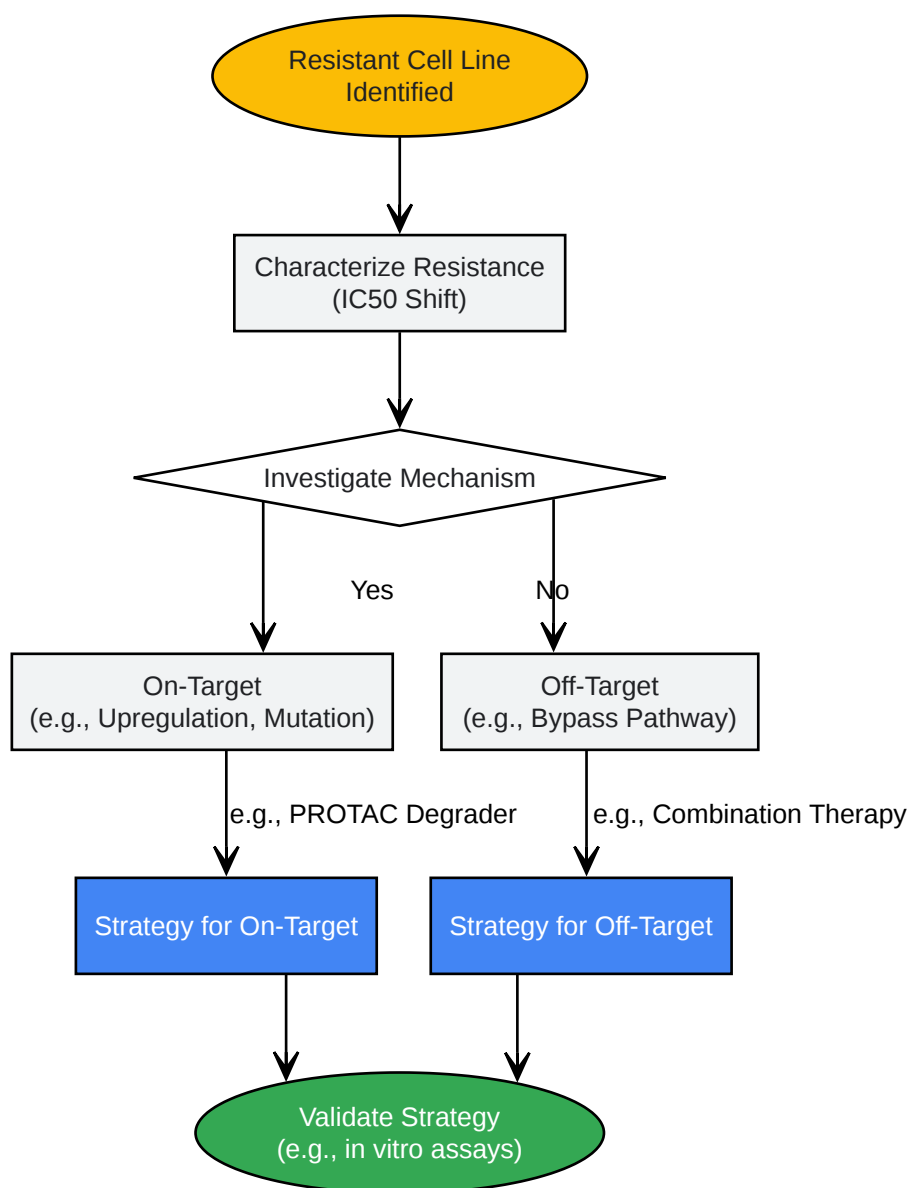 Resistant Cell Line
Identified
Characterize Resistance
(IC50 Shift)
Investigate Mechanism
Yes
No
On-Target
(e.g., Upregulation, Mutation)
Off-Target
(e.g., Bypass Pathway)
e.g., PROTAC Degrader
e.g., Combination Therapy
Strategy for On-Target
Strategy for Off-Target
Validate Strategy
(e.g., in vitro assays)